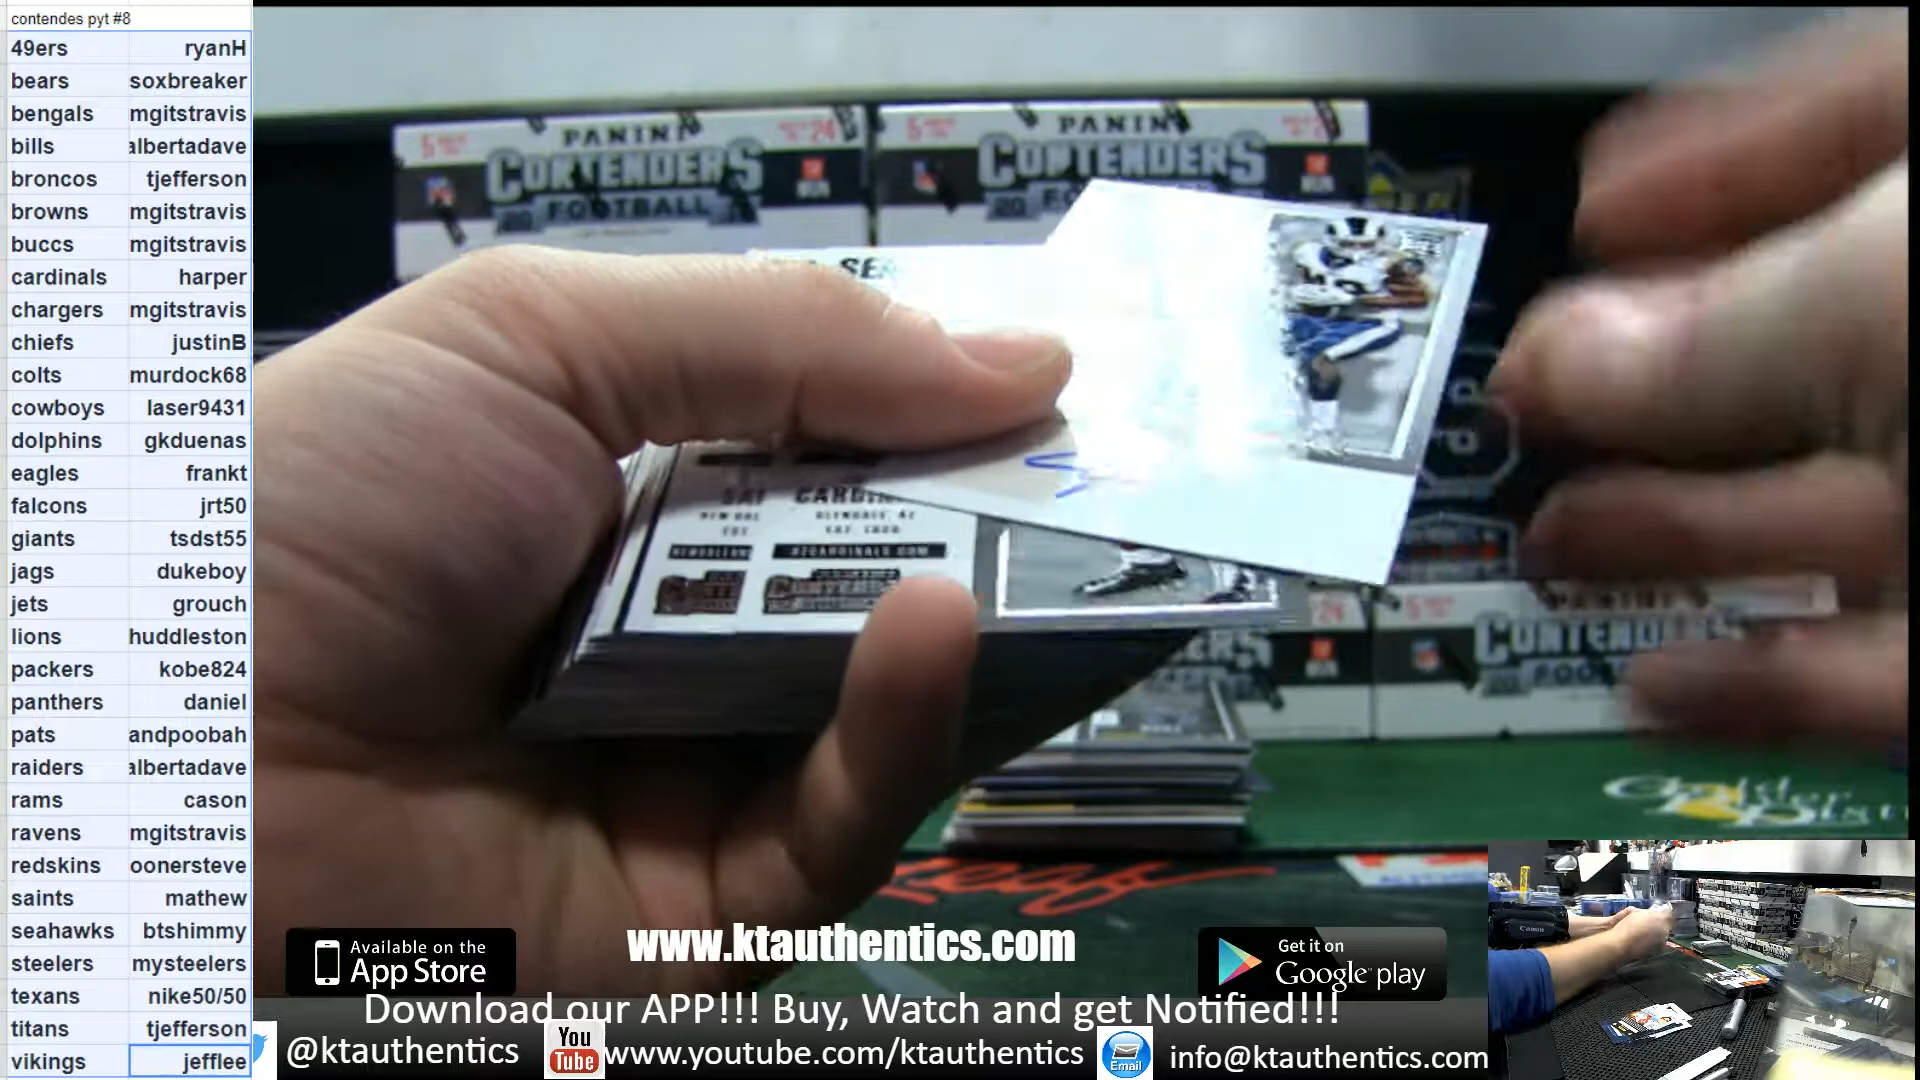 contendes pyt #8
49ers ryanH
bears soxbreaker
bengals mgitstravis
bills albertadave
broncos tjefferson
browns mgitstravis
buccs mgitstravis
cardinals harper
chargers mgitstravis
chiefs justinB
colts murdock68
cowboys laser9431
dolphins gkduenas
eagles frankt
falcons jrt50
giants tsdst55
jags dukeboy
jets grouch
lions huddleston
packers kobe824
panthers daniel
pats andpoobah
raiders albertadave
rams cason
ravens mgitstravis
redskins oonersteve
saints mathew
seahawks btshimmy
steelers mysteelers
texans nike50/50
titans tjefferson
vikings jefflee
PANINI
CONTENDERS
FOOTBALL
PANINI
CONTENDERS
CONTENDERS
Leaf
www.ktauthentics.com
Available on the
App Store
Get it on
Google play
Download our APP!!! Buy, Watch and get Notified!!!
@ktauthentics
You
Tube
www.youtube.com/ktauthentics
Email
info@ktauthentics.com